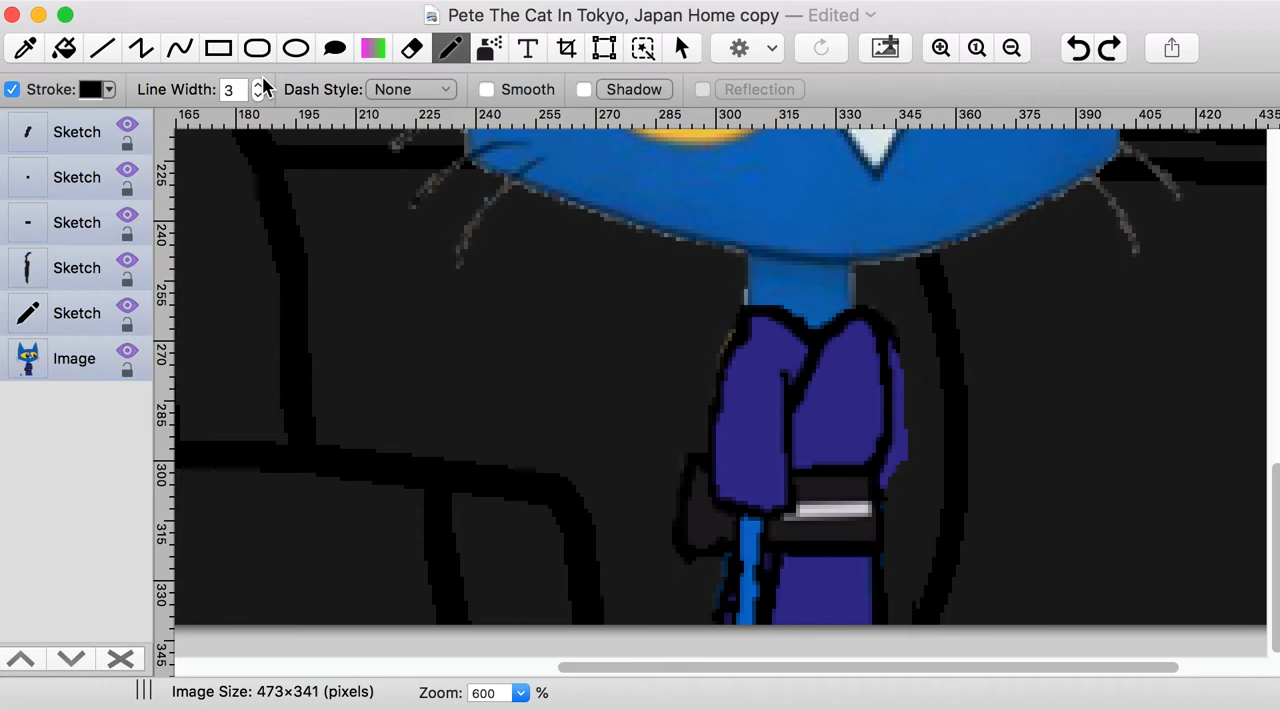 Pete The Cat In Tokyo, Japan Home copy — Edited
Stroke: Line Width: 3 Dash Style: None Smooth Shadow Reflection
165 180 195 210 225 240 255 270 285 300 315 330 345 360 375 390 405 420 435
Sketch
Sketch
Sketch
Sketch
Sketch
Image
225
240
255
270
285
300
315
330
345
Image Size: 473×341 (pixels) Zoom: 600 %